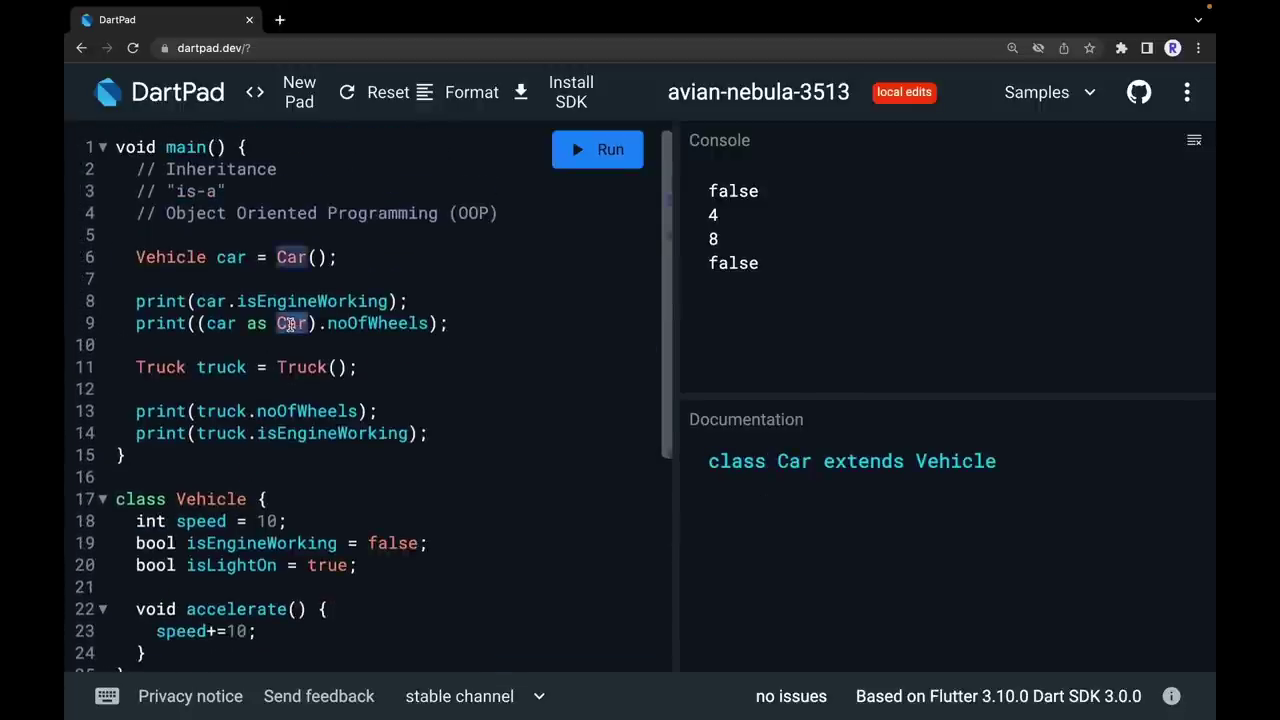 DartPad
dartpad.dev/?
R
DartPad
<> New Pad
Reset
Format
Install SDK
avian-nebula-3513
local edits
Samples
1 void main() {
2 // Inheritance
3 // "is-a"
4 // Object Oriented Programming (OOP)
5
6 Vehicle car = Car();
7
8 print(car.isEngineWorking);
9 print((car as Car).noOfWheels);
10
11 Truck truck = Truck();
12
13 print(truck.noOfWheels);
14 print(truck.isEngineWorking);
15 }
16
17 class Vehicle {
18 int speed = 10;
19 bool isEngineWorking = false;
20 bool isLightOn = true;
21
22 void accelerate() {
23 speed+=10;
24 }
Run
Console
false
4
8
false
Documentation
class Car extends Vehicle
Privacy notice
Send feedback
stable channel
no issues
Based on Flutter 3.10.0 Dart SDK 3.0.0